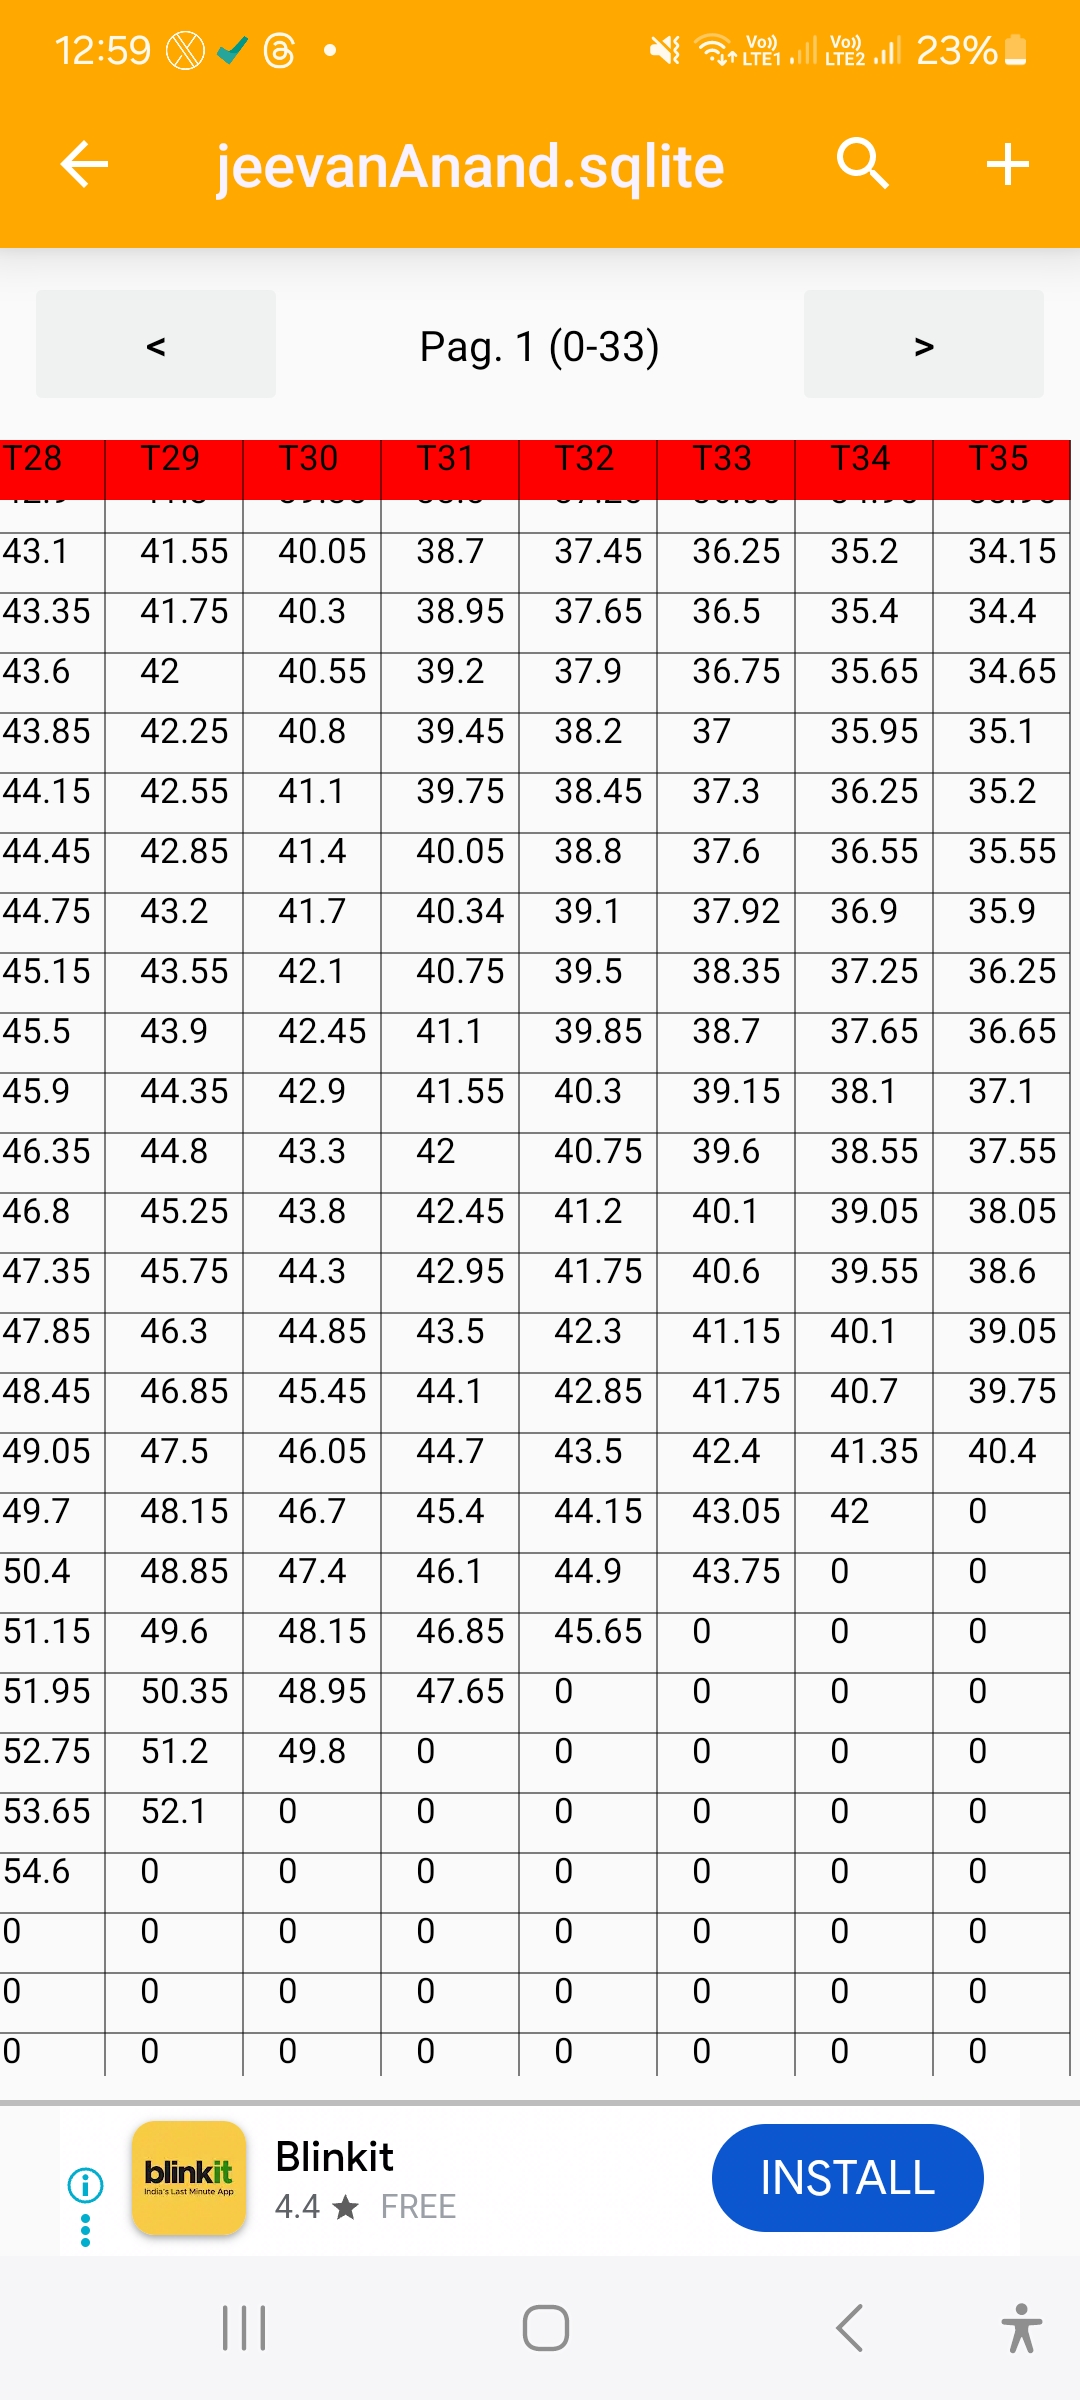 12:59 Vo)) LTE1 Vo)) LTE2 23%
jeevanAnand.sqlite
< Pag. 1 (0-33) >
T28 T29 T30 T31 T32 T33 T34 T35
43.1 41.55 40.05 38.7 37.45 36.25 35.2 34.15
43.35 41.75 40.3 38.95 37.65 36.5 35.4 34.4
43.6 42 40.55 39.2 37.9 36.75 35.65 34.65
43.85 42.25 40.8 39.45 38.2 37 35.95 35.1
44.15 42.55 41.1 39.75 38.45 37.3 36.25 35.2
44.45 42.85 41.4 40.05 38.8 37.6 36.55 35.55
44.75 43.2 41.7 40.34 39.1 37.92 36.9 35.9
45.15 43.55 42.1 40.75 39.5 38.35 37.25 36.25
45.5 43.9 42.45 41.1 39.85 38.7 37.65 36.65
45.9 44.35 42.9 41.55 40.3 39.15 38.1 37.1
46.35 44.8 43.3 42 40.75 39.6 38.55 37.55
46.8 45.25 43.8 42.45 41.2 40.1 39.05 38.05
47.35 45.75 44.3 42.95 41.75 40.6 39.55 38.6
47.85 46.3 44.85 43.5 42.3 41.15 40.1 39.05
48.45 46.85 45.45 44.1 42.85 41.75 40.7 39.75
49.05 47.5 46.05 44.7 43.5 42.4 41.35 40.4
49.7 48.15 46.7 45.4 44.15 43.05 42 0
50.4 48.85 47.4 46.1 44.9 43.75 0 0
51.15 49.6 48.15 46.85 45.65 0 0 0
51.95 50.35 48.95 47.65 0 0 0 0
52.75 51.2 49.8 0 0 0 0 0
53.65 52.1 0 0 0 0 0 0
54.6 0 0 0 0 0 0 0
0 0 0 0 0 0 0 0
0 0 0 0 0 0 0 0
0 0 0 0 0 0 0 0
blinkit
India's Last Minute App
Blinkit
4.4 ★ FREE
INSTALL